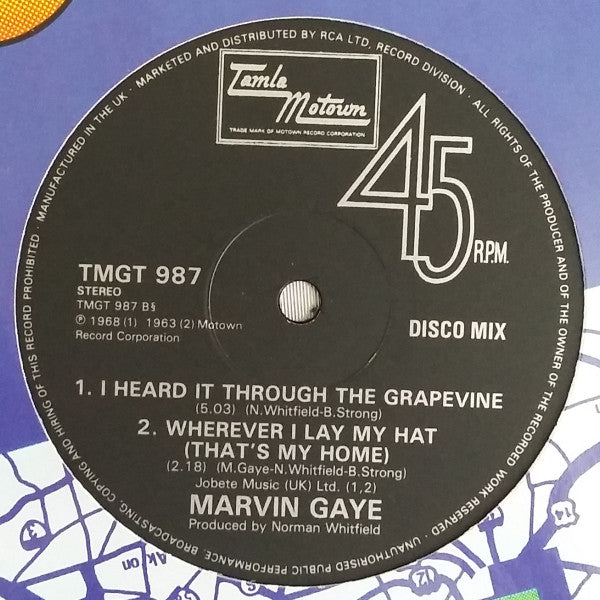 MANUFACTURED IN THE UK · MARKETED AND DISTRIBUTED BY RCA LTD. RECORD DIVISION · ALL RIGHTS OF THE PRODUCER AND OF THE OWNER OF THE RECORDED WORK RESERVED · UNAUTHORISED PUBLIC PERFORMANCE, BROADCASTING, COPYING AND HIRING OF THIS RECORD PROHIBITED ·
Tamla
Motown
TRADE MARK OF MOTOWN RECORD CORPORATION
45
R.P.M.
TMGT 987
STEREO
TMGT 987 B§
℗ 1968 (1) 1963 (2) Motown
Record Corporation
DISCO MIX
1. I HEARD IT THROUGH THE GRAPEVINE
(5.03) (N.Whitfield-B.Strong)
2. WHEREVER I LAY MY HAT
(THAT'S MY HOME)
(2.18) (M.Gaye-N.Whitfield-B.Strong)
Jobete Music (UK) Ltd. (1,2)
MARVIN GAYE
Produced by Norman Whitfield
Ak on
12
31